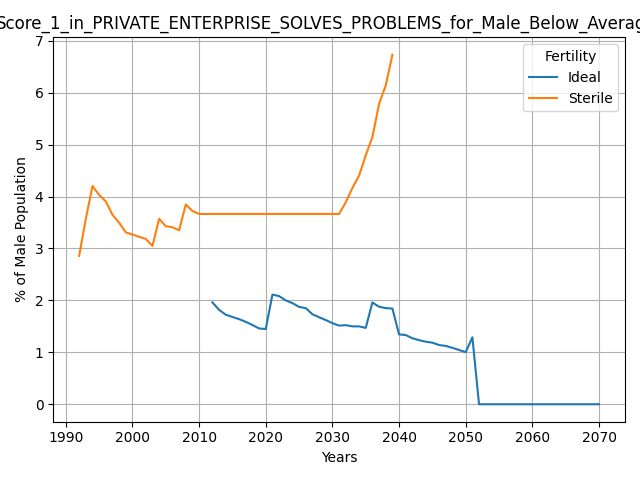 Score_1_in_PRIVATE_ENTERPRISE_SOLVES_PROBLEMS_for_Male_Below_Averag
7
6
5
4
3
2
1
0
% of Male Population
Fertility
Ideal
Sterile
1990 2000 2010 2020 2030 2040 2050 2060 2070
Years